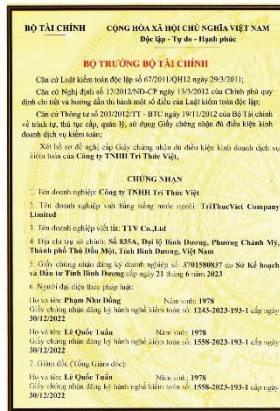 BỘ TÀI CHÍNH
CỘNG HÒA XÃ HỘI CHỦ NGHĨA VIỆT NAM
Độc lập - Tự do - Hạnh phúc
BỘ TRƯỞNG BỘ TÀI CHÍNH
Căn cứ Luật kiểm toán độc lập số 67/2011/QH12 ngày 29/3/2011;
Căn cứ Nghị định số 17/2012/NĐ-CP ngày 13/3/2012 của Chính phủ quy
định chi tiết và hướng dẫn thi hành một số điều của Luật kiểm toán độc lập;
Căn cứ Thông tư số 203/2012/TT - BTC ngày 19/11/2012 của Bộ Tài chính
về trình tự, thủ tục cấp, quản lý, sử dụng Giấy chứng nhận đủ điều kiện kinh
doanh dịch vụ kiểm toán;
Xét hồ sơ đề nghị cấp Giấy chứng nhận đủ điều kiện kinh doanh dịch vụ
kiểm toán của Công ty TNHH Tri Thức Việt,
CHỨNG NHẬN
1. Tên doanh nghiệp: Công ty TNHH Tri Thức Việt
2. Tên doanh nghiệp viết bằng tiếng nước ngoài: TriThucViet Company
Limited
3. Tên doanh nghiệp viết tắt: TTV Co.,Ltd
4. Địa chỉ trụ sở chính: Số 835A, Đại lộ Bình Dương, Phường Chánh Mỹ,
Thành phố Thủ Dầu Một, Tỉnh Bình Dương, Việt Nam
5. Giấy chứng nhận đăng ký doanh nghiệp số: 3701580837 do Sở Kế hoạch
và Đầu tư Tỉnh Bình Dương cấp ngày 21 tháng 6 năm 2023
6. Người đại diện theo pháp luật:
Họ và tên: Phạm Như Đồng Năm sinh: 1978
Giấy chứng nhận đăng ký hành nghề kiểm toán số: 1243-2023-193-1 cấp ngày
30/12/2022
Họ và tên: Lê Quốc Tuấn Năm sinh: 1978
Giấy chứng nhận đăng ký hành nghề kiểm toán số: 1558-2023-193-1 cấp ngày
30/12/2022
7. Giám đốc (Tổng Giám đốc):
Họ và tên: Lê Quốc Tuấn Năm sinh: 1978
Giấy chứng nhận đăng ký hành nghề kiểm toán số: 1558-2023-193-1 cấp ngày
30/12/2022